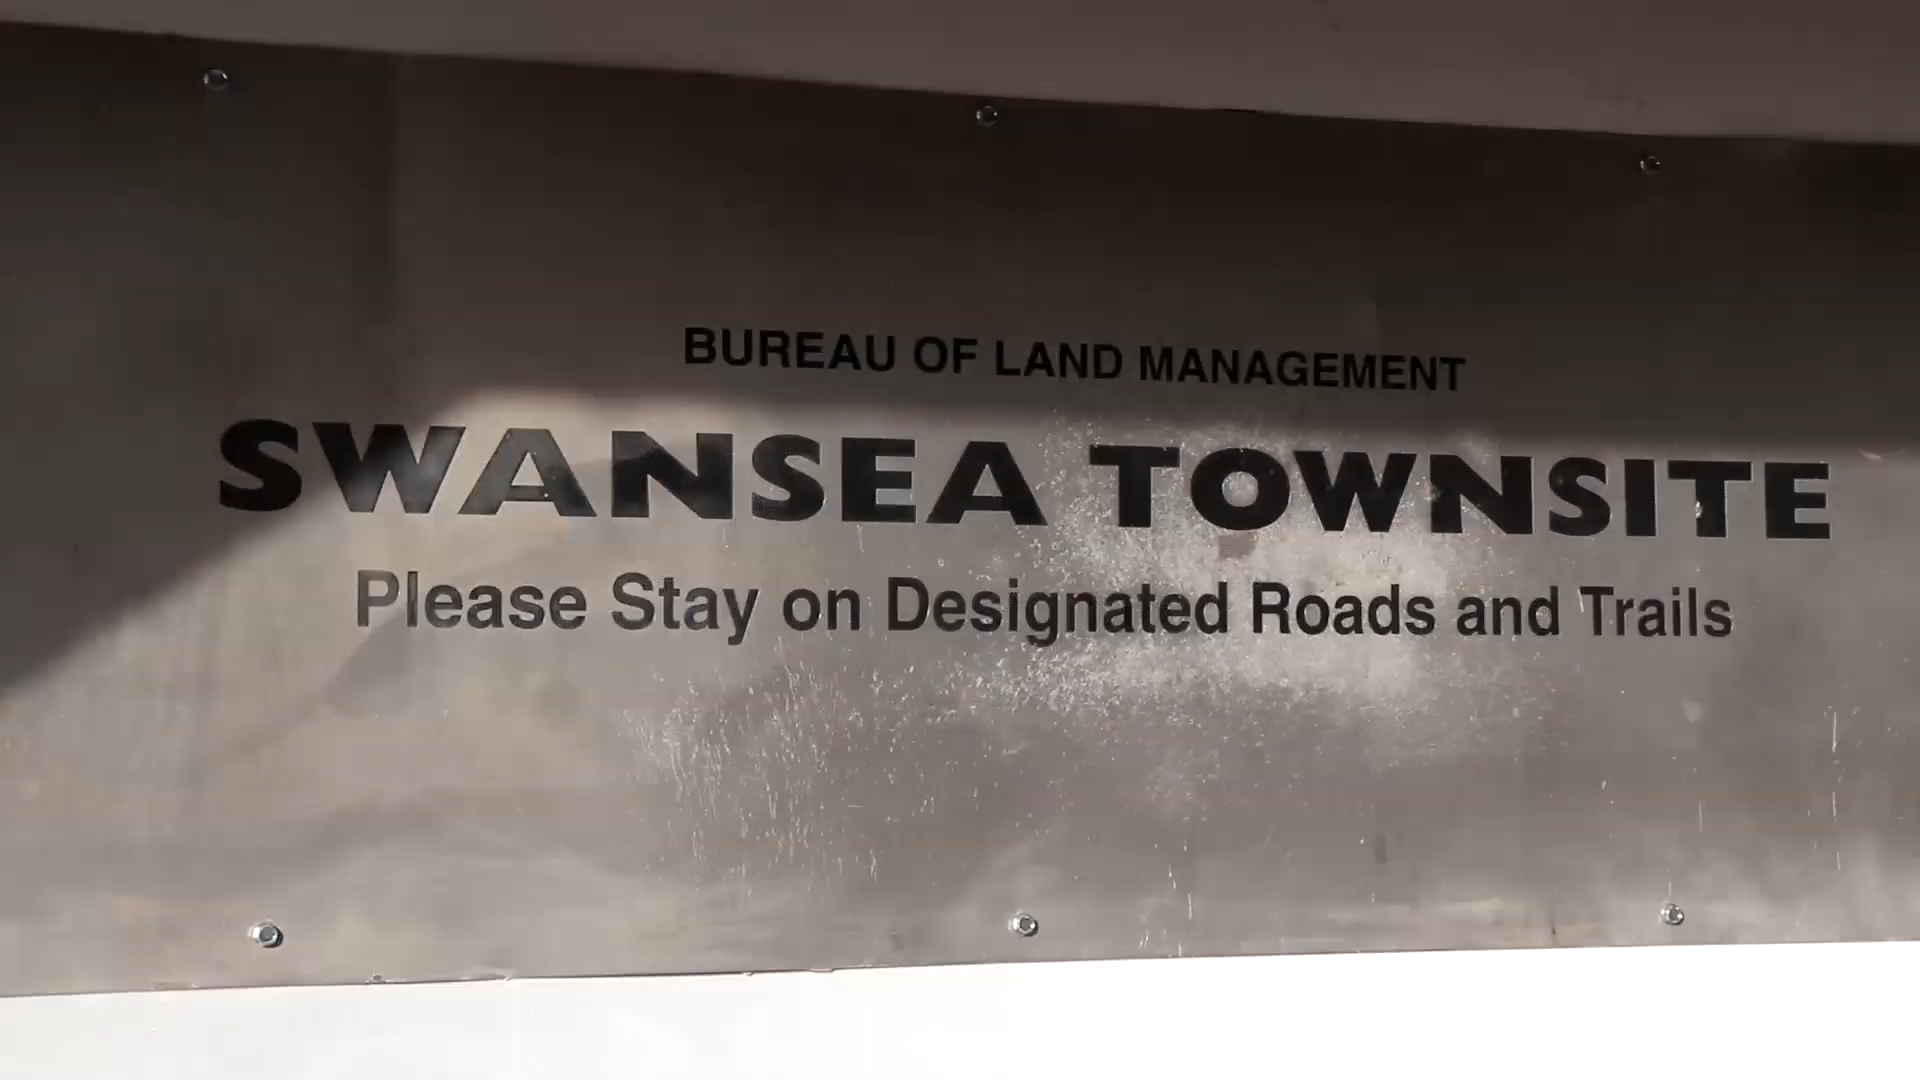 BUREAU OF LAND MANAGEMENT
SWANSEA TOWNSITE
Please Stay on Designated Roads and Trails